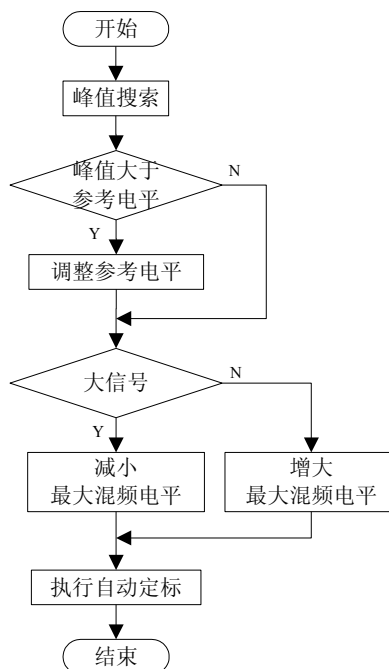 开始
峰值搜索
峰值大于
参考电平
N
Y
调整参考电平
大信号
N
Y
减小
最大混频电平
增大
最大混频电平
执行自动定标
结束